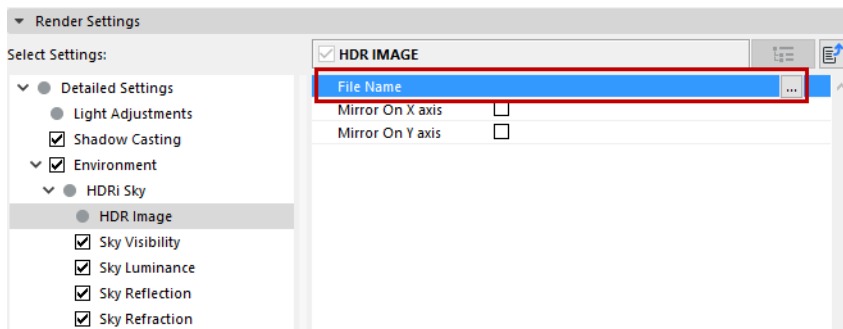 Render Settings
Select Settings:
HDR IMAGE
Detailed Settings
File Name
...
Light Adjustments
Mirror On X axis
Shadow Casting
Mirror On Y axis
Environment
HDRi Sky
HDR Image
Sky Visibility
Sky Luminance
Sky Reflection
Sky Refraction